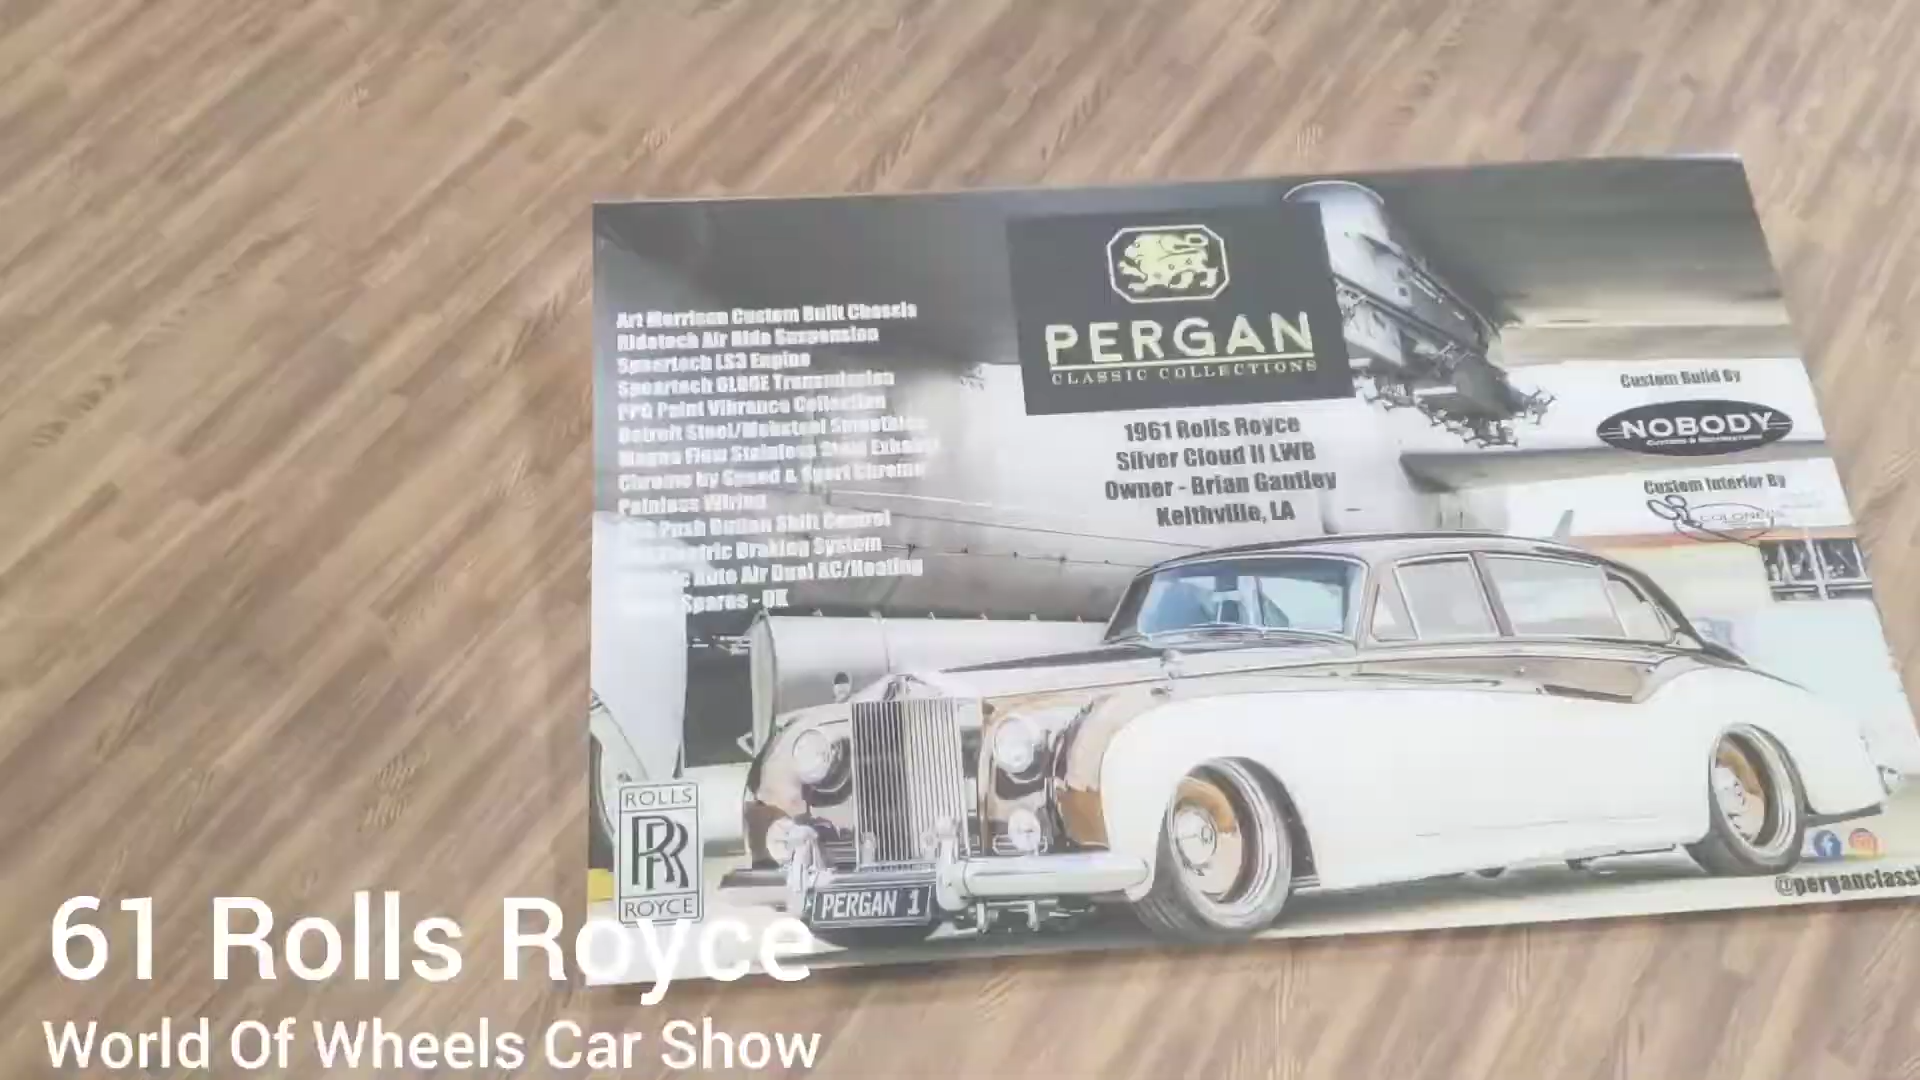 PERGAN
CLASSIC COLLECTIONS
1961 Rolls Royce
Silver Cloud II LWB
Owner - Brian Gantley
Keithville, LA
Art Morrison Custom Built Chassis
Ridetech Air Ride Suspension
Speartech LS3 Engine
Speartech 6L80E Transmission
PPG Paint Vibrance Collection
Detroit Steel/Mobsteel Smoothies
Magna Flow Stainless Steel Exhaust
Chrome by Speed & Sport Chrome
Painless Wiring
Push Button Shift Control
Braking System
Auto Air Dual AC/Heating
Spares - UK
Custom Build By
NOBODY
Custom Interior By
ROLLS
RR
ROYCE
PERGAN 1
@perganclassi
61 Rolls Royce
World Of Wheels Car Show